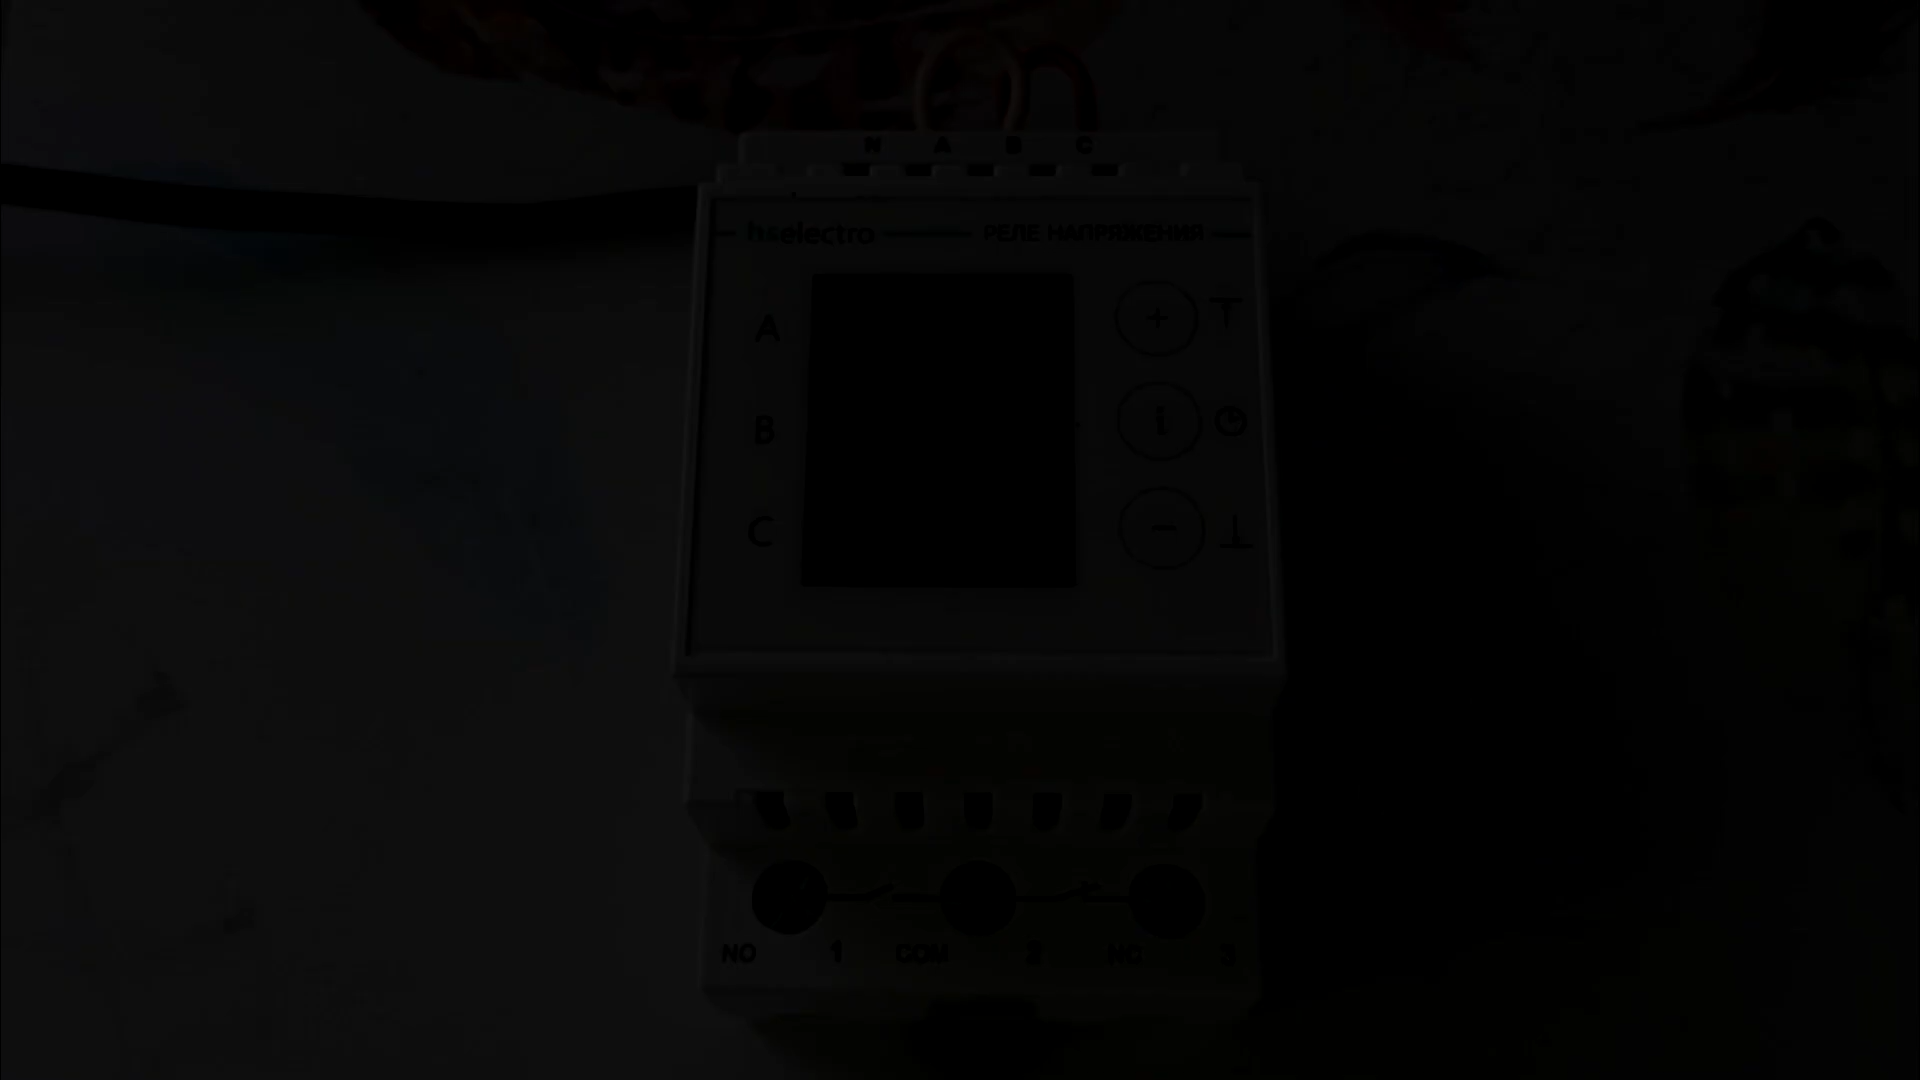 N A B C
hselectro РЕЛЕ НАПРЯЖЕНИЯ
A +
B i
C −
NO 1 COM 2 NO 3